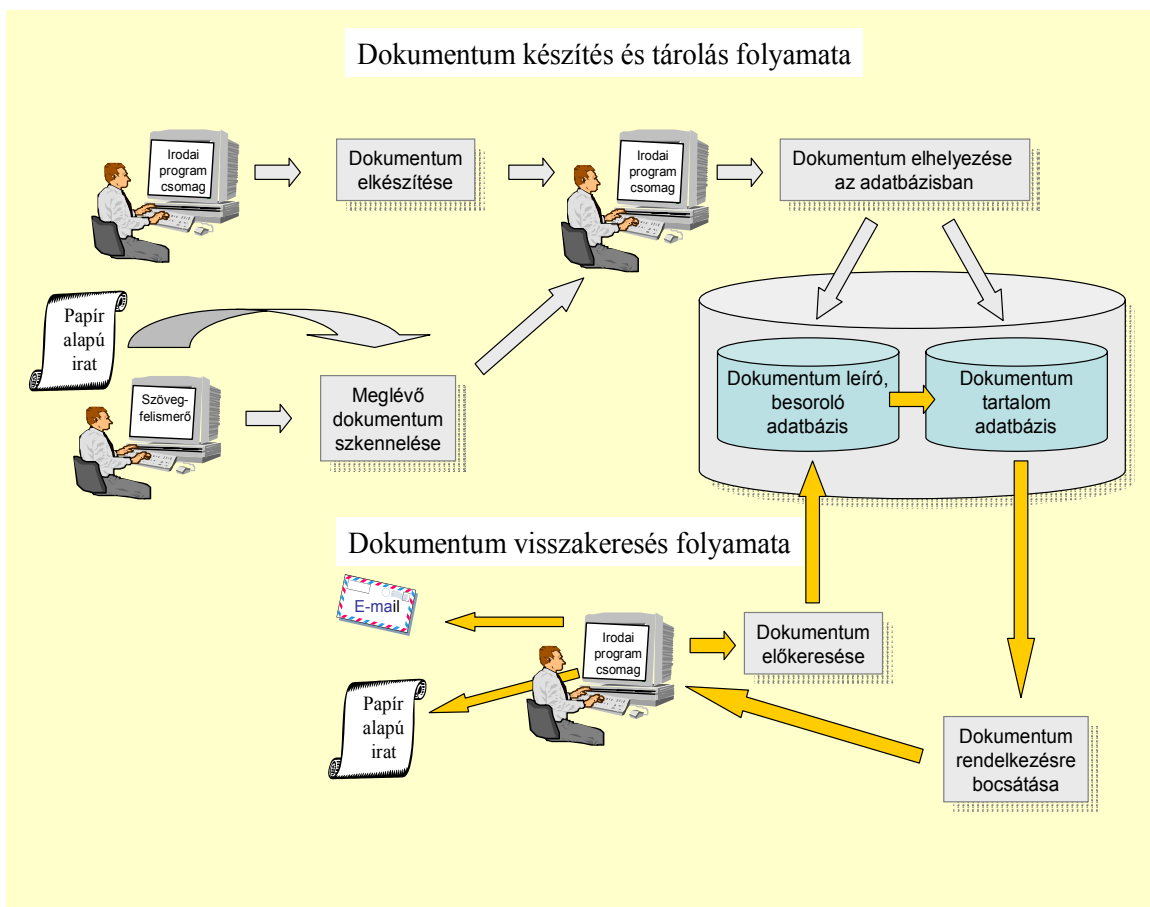 Dokumentum készítés és tárolás folyamata
Irodai
program
csomag
Dokumentum
elkészítése
Irodai
program
csomag
Dokumentum elhelyezése
az adatbázisban
Papír
alapú
irat
Szöveg-
felismerő
Meglévő
dokumentum
szkennelése
Dokumentum leíró,
besoroló
adatbázis
Dokumentum
tartalom
adatbázis
Dokumentum visszakeresés folyamata
E-mail
Irodai
program
csomag
Dokumentum
előkeresése
Papír
alapú
irat
Dokumentum
rendelkezésre
bocsátása